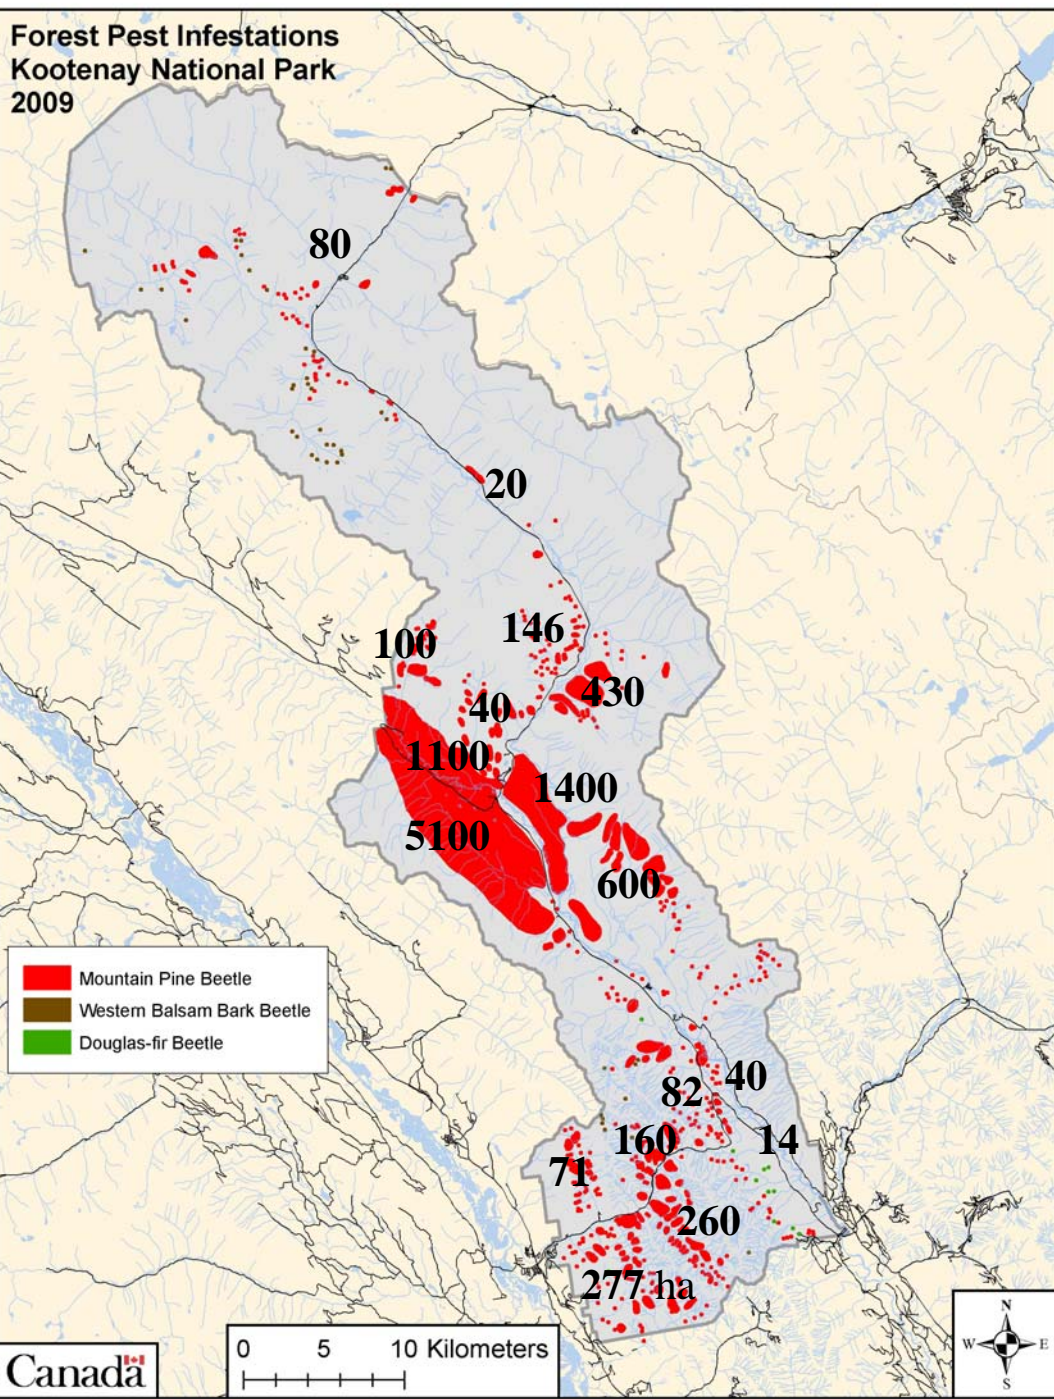 Forest Pest Infestations
Kootenay National Park
2009
80
20
146
100
430
40
1100
1400
5100
600
Mountain Pine Beetle
Western Balsam Bark Beetle
Douglas-fir Beetle
40
82
160
14
71
260
277 ha
0 5 10 Kilometers
Canada
N
W E
S